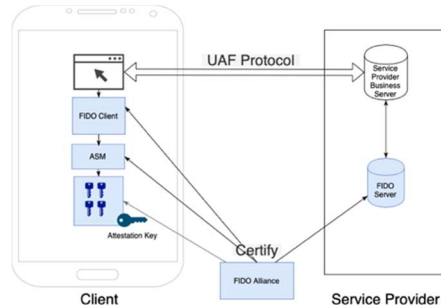 UAF Protocol
Service
Provider
Business
Server
FIDO Client
ASM
FIDO
Server
Attestation Key
Certify
FIDO Alliance
Client
Service Provider